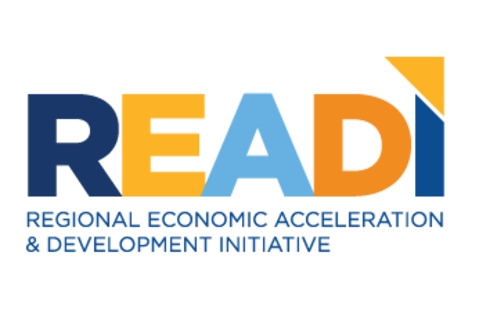 READI
REGIONAL ECONOMIC ACCELERATION
& DEVELOPMENT INITIATIVE